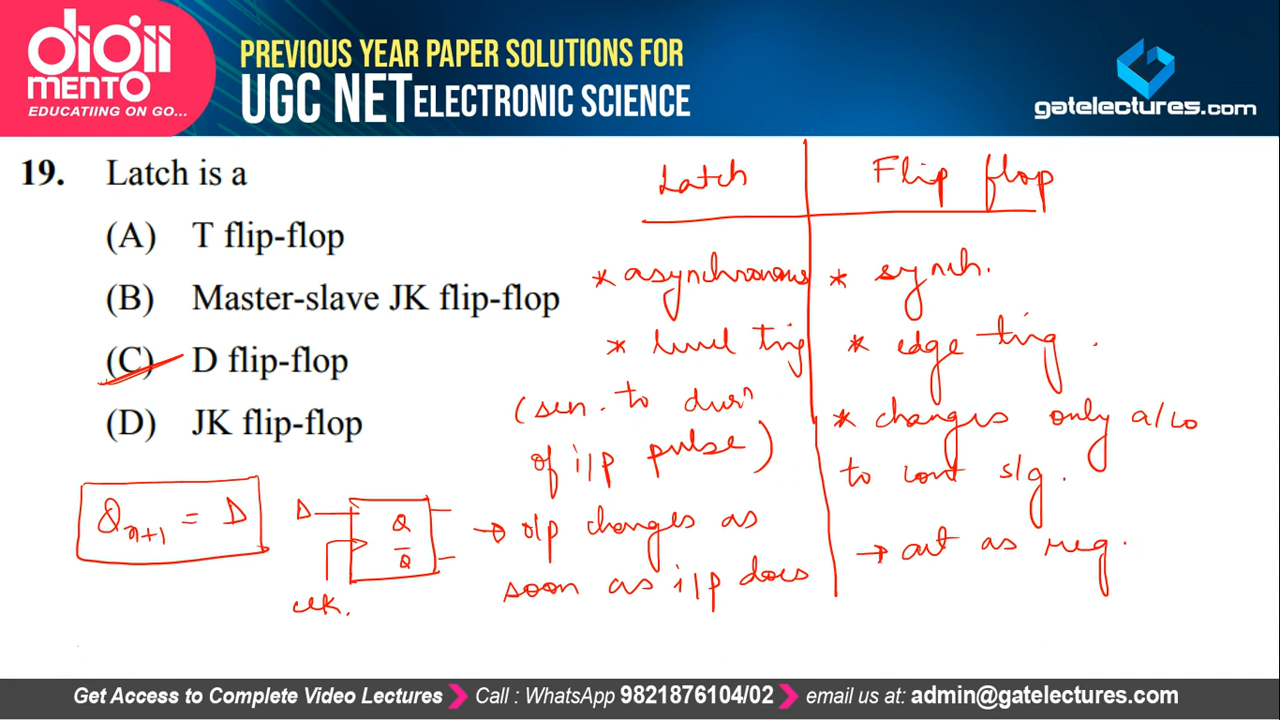 dioii
MENTO
EDUCATIING ON GO...
PREVIOUS YEAR PAPER SOLUTIONS FOR
UGC NET ELECTRONIC SCIENCE
gatelectures.com
19. Latch is a
(A) T flip-flop
(B) Master-slave JK flip-flop
(C) D flip-flop
(D) JK flip-flop
Qn+1 = D
D
Q
Q̅
clk.
Latch
* asynchronous
* level trig
(sen. to durn
of i/p pulse)
→ o/p changes as
soon as i/p does
Flip flop
* synch.
* edge trig.
* changes only a/co
to cont s/g.
→ act as reg.
Get Access to Complete Video Lectures Call : WhatsApp 9821876104/02 email us at: admin@gatelectures.com